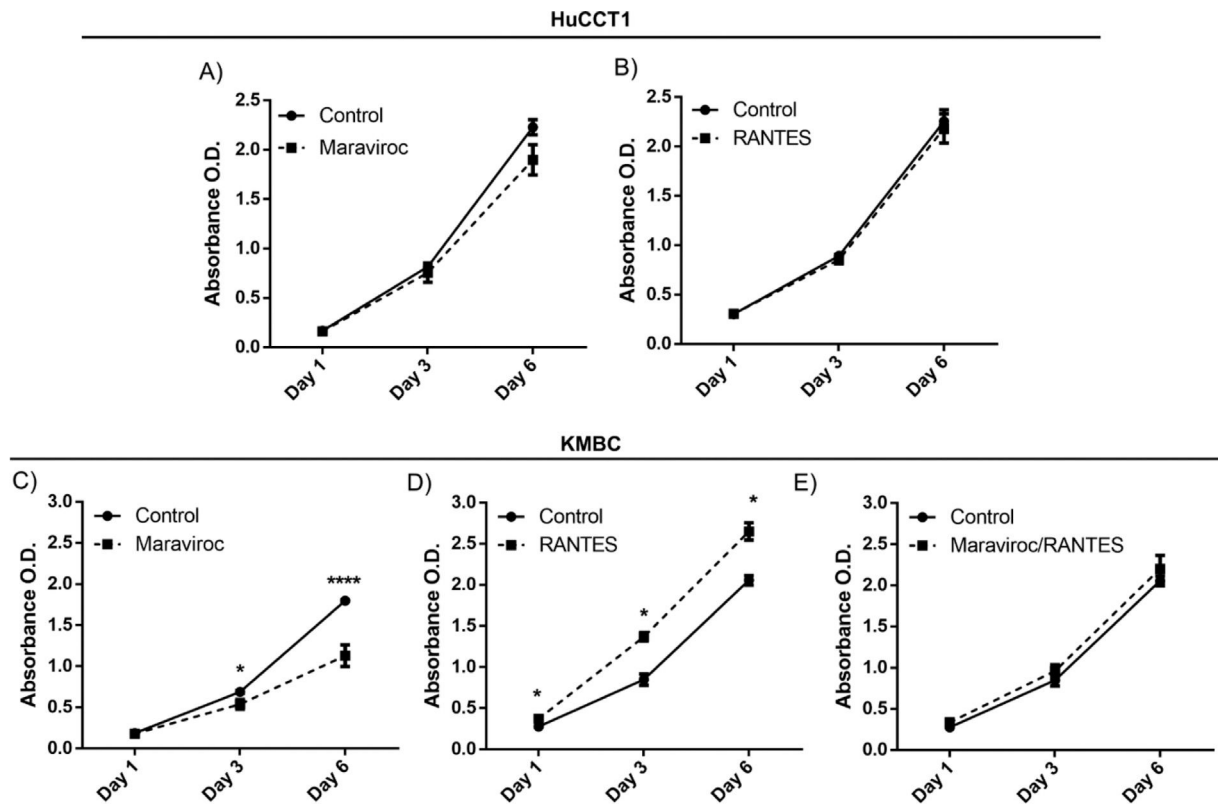 HuCCT1
A)
Control
Maraviroc
Absorbance O.D.
2.5
2.0
1.5
1.0
0.5
0.0
Day 1
Day 3
Day 6
B)
Control
RANTES
Absorbance O.D.
2.5
2.0
1.5
1.0
0.5
0.0
Day 1
Day 3
Day 6
KMBC
C)
Control
Maraviroc
Absorbance O.D.
3.0
2.5
2.0
1.5
1.0
0.5
0.0
*
****
Day 1
Day 3
Day 6
D)
Control
RANTES
Absorbance O.D.
3.0
2.5
2.0
1.5
1.0
0.5
0.0
*
*
*
Day 1
Day 3
Day 6
E)
Control
Maraviroc/RANTES
Absorbance O.D.
3.0
2.5
2.0
1.5
1.0
0.5
0.0
Day 1
Day 3
Day 6